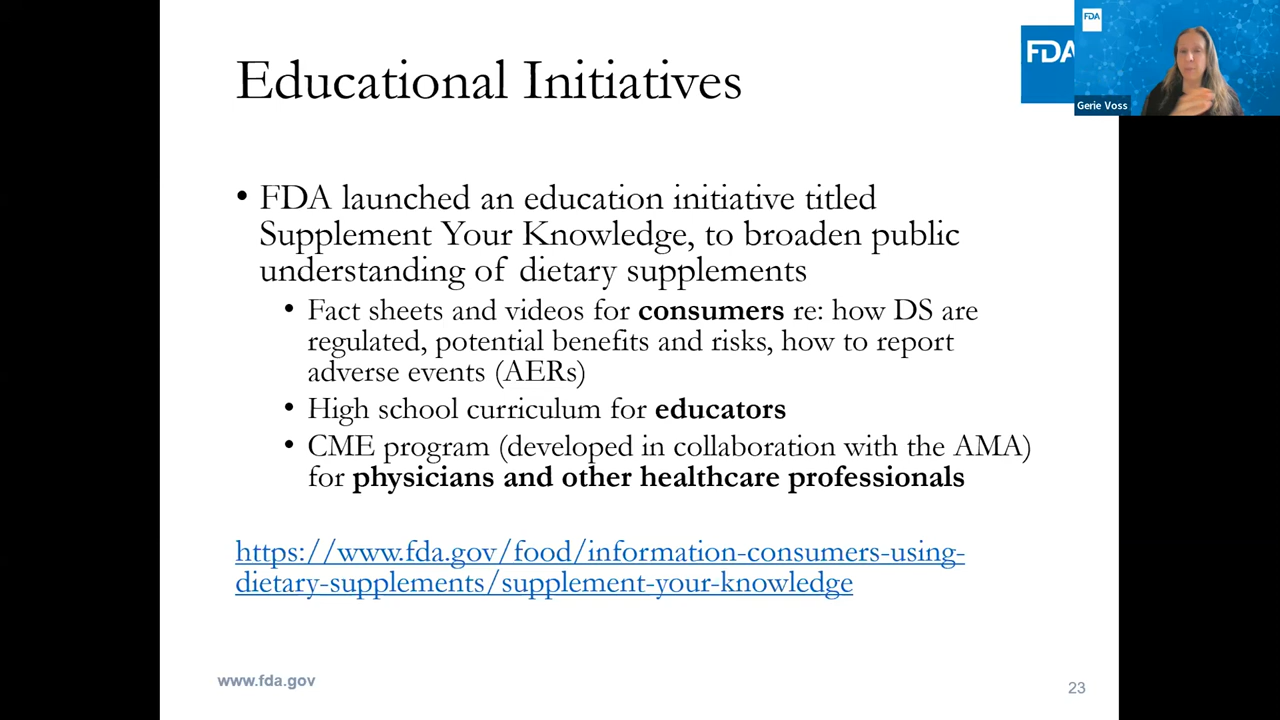 Educational Initiatives
FDA
FDA
Gerie Voss
• FDA launched an education initiative titled
Supplement Your Knowledge, to broaden public
understanding of dietary supplements
• Fact sheets and videos for consumers re: how DS are
regulated, potential benefits and risks, how to report
adverse events (AERs)
• High school curriculum for educators
• CME program (developed in collaboration with the AMA)
for physicians and other healthcare professionals
https://www.fda.gov/food/information-consumers-using-
dietary-supplements/supplement-your-knowledge
www.fda.gov
23